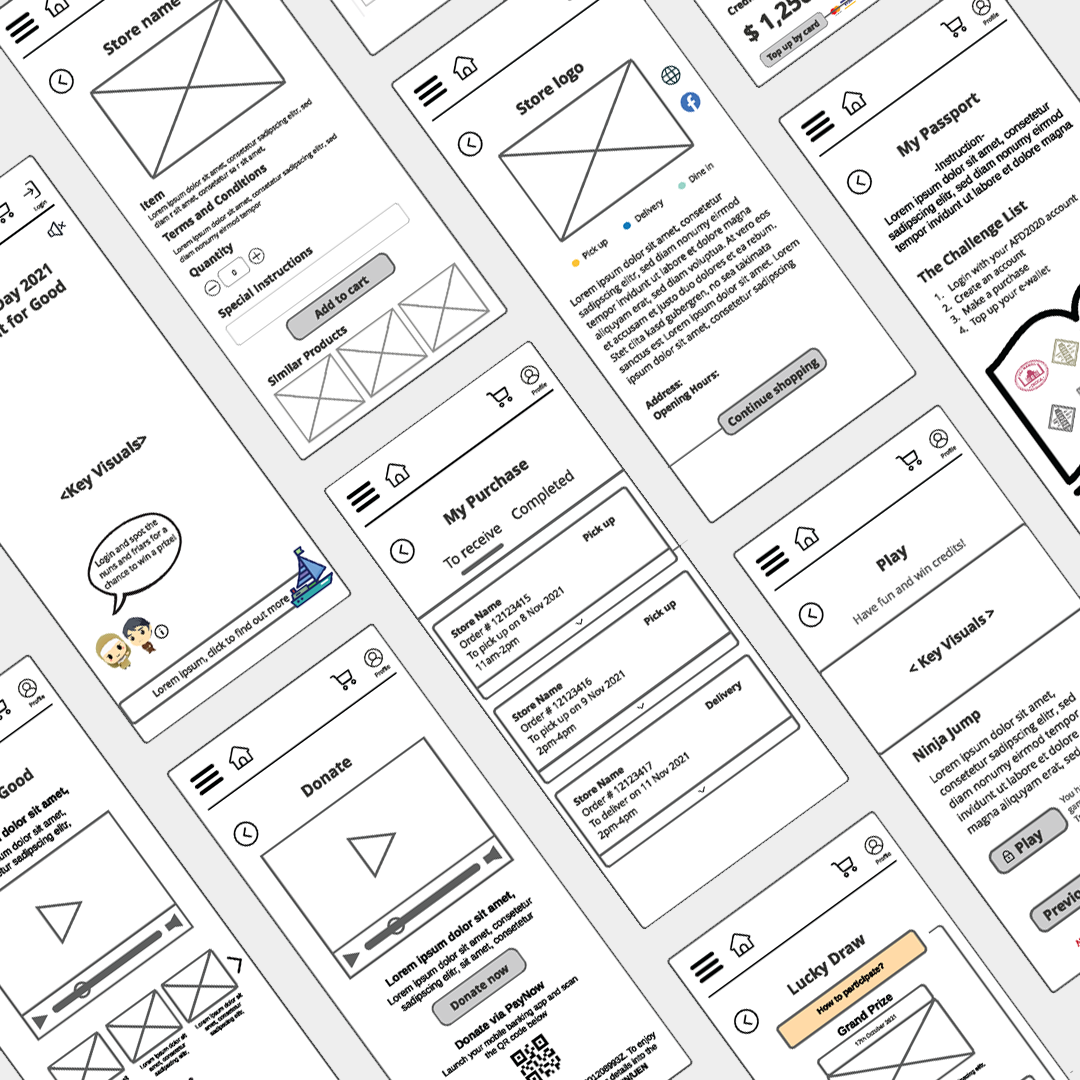 Store name
Item
Lorem ipsum dolor sit amet, consetetur sadipscing elitr, sed
diam r sit amet, consetetur sa r sit amet,
Terms and Conditions
Lorem ipsum dolor sit amet, consetetur sadipscing elitr, sed
diam nonumy eirmod tempor
Quantity
0
Special Instructions
Add to cart
Similar Products
Store logo
Pick up
Delivery
Dine in
Lorem ipsum dolor sit amet, consetetur
sadipscing elitr, sed diam nonumy eirmod
tempor invidunt ut labore et dolore magna
aliquyam erat, sed diam voluptua. At vero eos
et accusam et justo duo dolores et ea rebum.
Stet clita kasd gubergren, no sea takimata
sanctus est Lorem ipsum dolor sit amet. Lorem
ipsum dolor sit amet, consetetur sadipscing
Address:
Opening Hours:
Continue shopping
$ 1,250
Top up by card
Profile
My Passport
-Instruction-
Lorem ipsum dolor sit amet, consetetur
sadipscing elitr, sed diam nonumy eirmod
tempor invidunt ut labore et dolore magna
The Challenge List
1. Login with your AFD2020 account
2. Create an account
3. Make a purchase
4. Top up your e-wallet
Login
Day 2021
t for Good
<Key Visuals>
Login and spot the
nuns and friars for a
chance to win a prize!
Lorem ipsum, click to find out more
Profile
My Purchase
To receive
Completed
Pick up
Store Name
Order # 12123415
To pick up on 8 Nov 2021
11am-2pm
Pick up
Store Name
Order # 12123416
To pick up on 9 Nov 2021
2pm-4pm
Delivery
Store Name
Order # 12123417
To deliver on 11 Nov 2021
2pm-4pm
Profile
Play
Have fun and win credits!
< Key Visuals >
Ninja Jump
Lorem ipsum dolor sit amet,
consetetur sadipscing elitr, sed
diam nonumy eirmod tempor
invidunt ut labore et dolore
magna aliquyam erat, sed diam
Play
Profile
Good
dolor sit amet,
dolor sit amet,
sadipscing elitr,
Lorem ipsum dolor sit
amet, consetetur
sadipscing elitr,
Profile
Donate
Lorem ipsum dolor sit amet,
Lorem ipsum dolor sit amet, consetetur
sadipscing elitr, sit amet, consetetur
Donate now
Donate via PayNow
Launch your mobile banking app and scan
the QR code below
To enjoy
details into the
Profile
Lucky Draw
How to participate?
Grand Prize
17th October 2021